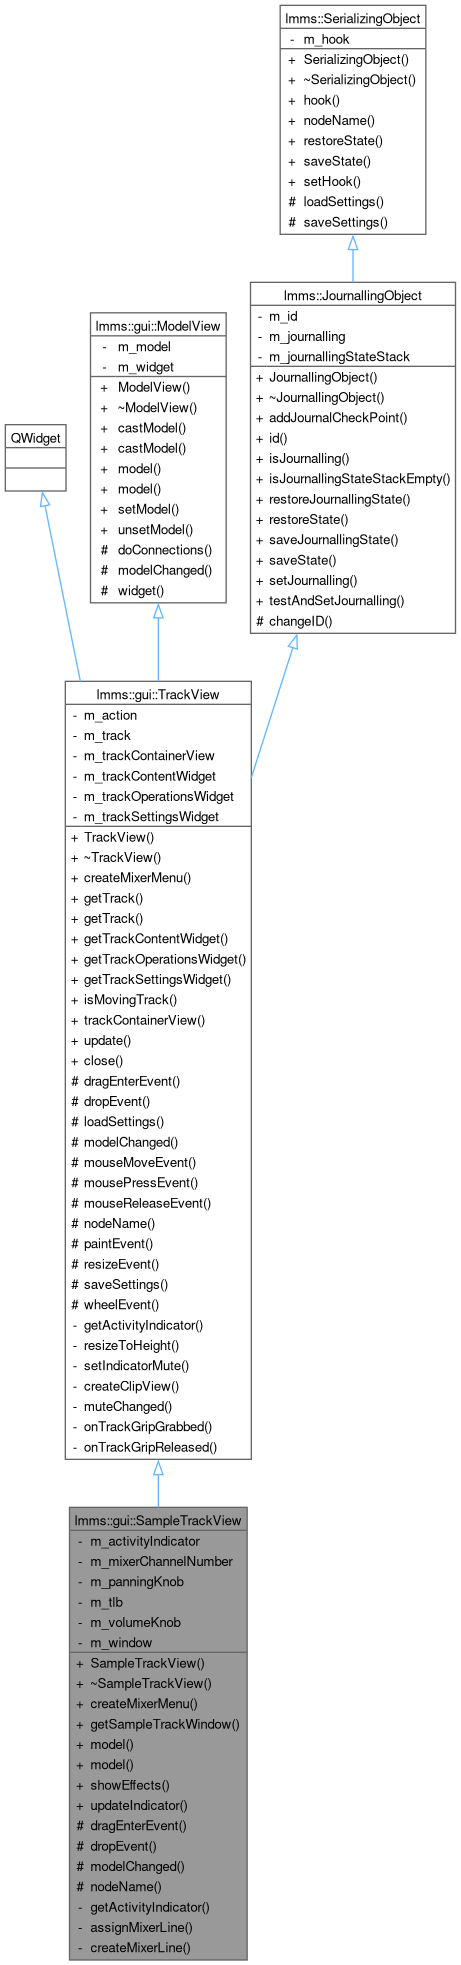 lmms::SerializingObject
- m_hook
+ SerializingObject()
+ ~SerializingObject()
+ hook()
+ nodeName()
+ restoreState()
+ saveState()
+ setHook()
# loadSettings()
# saveSettings()
lmms::JournallingObject
- m_id
- m_journalling
- m_journallingStateStack
+ JournallingObject()
+ ~JournallingObject()
+ addJournalCheckPoint()
+ id()
+ isJournalling()
+ isJournallingStateStackEmpty()
+ restoreJournallingState()
+ restoreState()
+ saveJournallingState()
+ saveState()
+ setJournalling()
+ testAndSetJournalling()
# changeID()
lmms::gui::ModelView
- m_model
- m_widget
+ ModelView()
+ ~ModelView()
+ castModel()
+ castModel()
+ model()
+ model()
+ setModel()
+ unsetModel()
# doConnections()
# modelChanged()
# widget()
QWidget
lmms::gui::TrackView
- m_action
- m_track
- m_trackContainerView
- m_trackContentWidget
- m_trackOperationsWidget
- m_trackSettingsWidget
+ TrackView()
+ ~TrackView()
+ createMixerMenu()
+ getTrack()
+ getTrack()
+ getTrackContentWidget()
+ getTrackOperationsWidget()
+ getTrackSettingsWidget()
+ isMovingTrack()
+ trackContainerView()
+ update()
+ close()
# dragEnterEvent()
# dropEvent()
# loadSettings()
# modelChanged()
# mouseMoveEvent()
# mousePressEvent()
# mouseReleaseEvent()
# nodeName()
# paintEvent()
# resizeEvent()
# saveSettings()
# wheelEvent()
- getActivityIndicator()
- resizeToHeight()
- setIndicatorMute()
- createClipView()
- muteChanged()
- onTrackGripGrabbed()
- onTrackGripReleased()
lmms::gui::SampleTrackView
- m_activityIndicator
- m_mixerChannelNumber
- m_panningKnob
- m_tlb
- m_volumeKnob
- m_window
+ SampleTrackView()
+ ~SampleTrackView()
+ createMixerMenu()
+ getSampleTrackWindow()
+ model()
+ model()
+ showEffects()
+ updateIndicator()
# dragEnterEvent()
# dropEvent()
# modelChanged()
# nodeName()
- getActivityIndicator()
- assignMixerLine()
- createMixerLine()